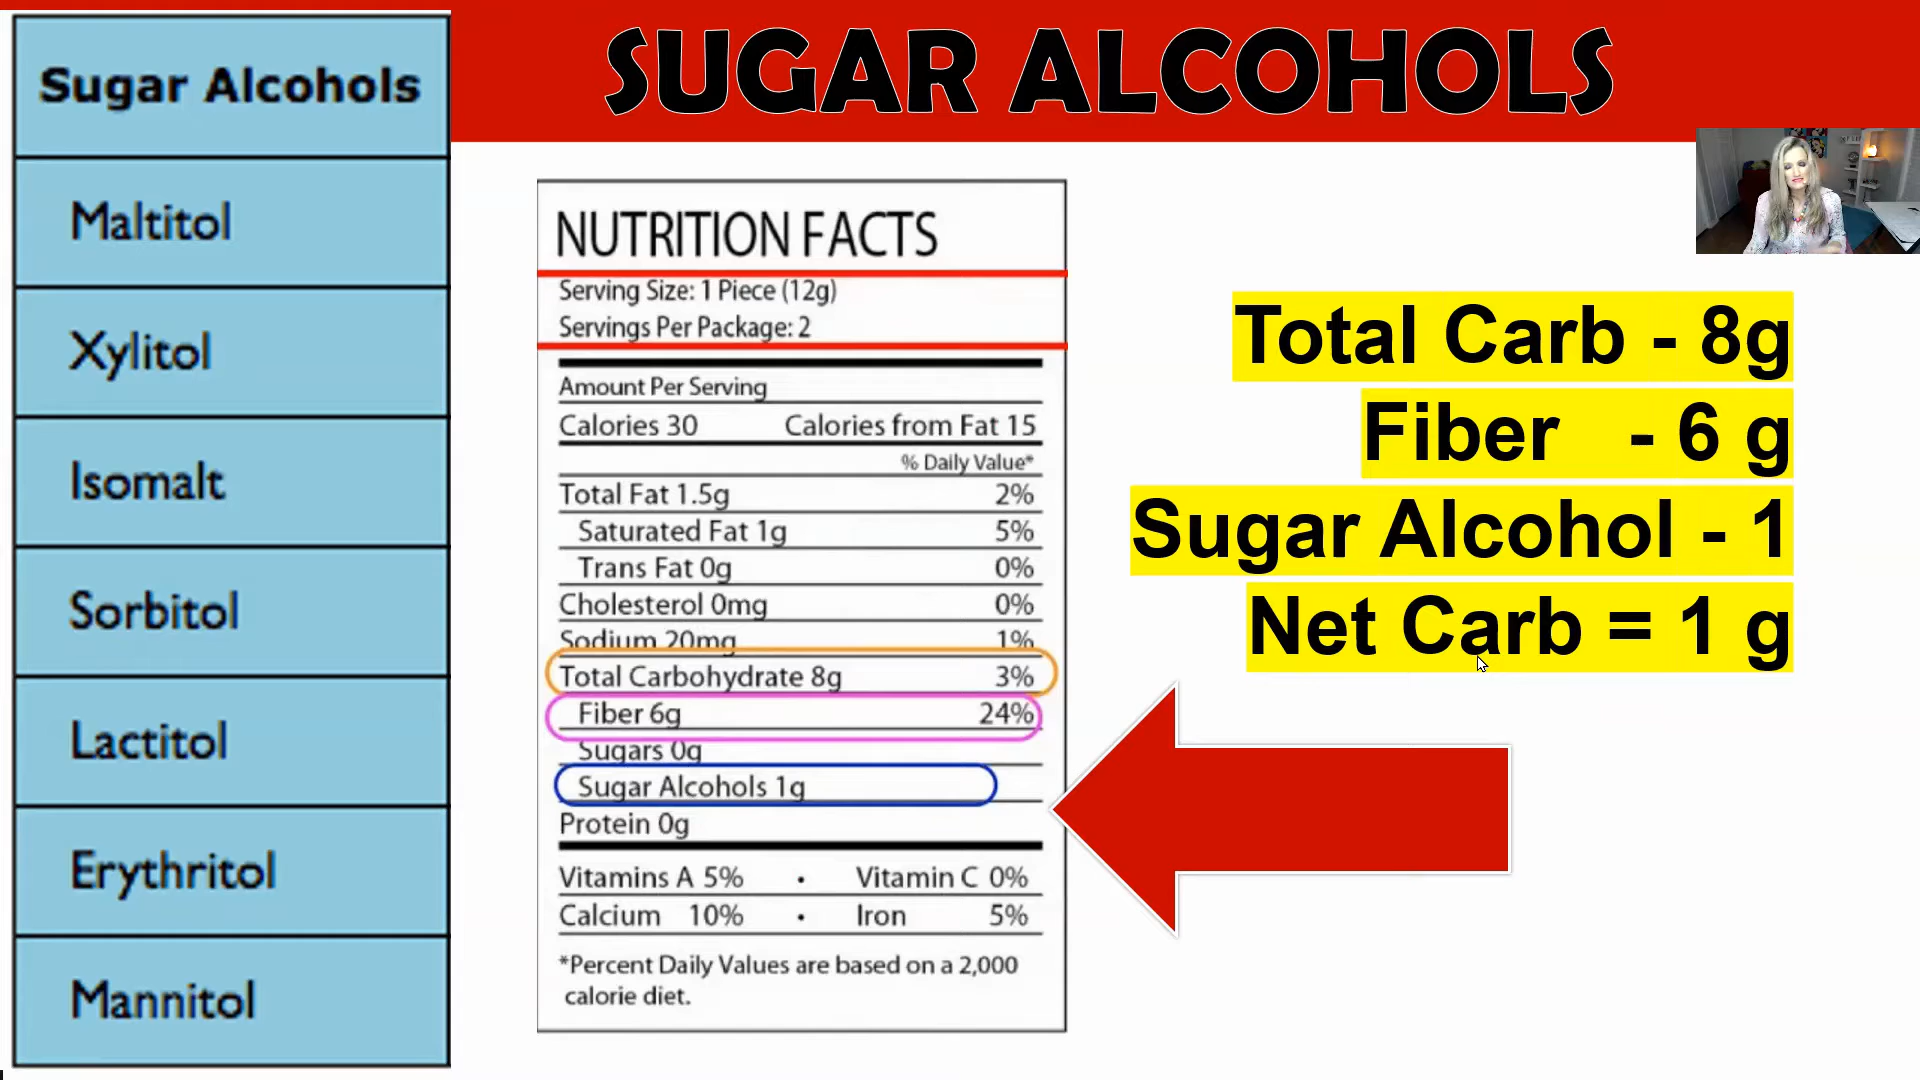 SUGAR ALCOHOLS
Sugar Alcohols
Maltitol
Xylitol
Isomalt
Sorbitol
Lactitol
Erythritol
Mannitol
NUTRITION FACTS
Serving Size: 1 Piece (12g)
Servings Per Package: 2
Amount Per Serving
Calories 30 Calories from Fat 15
% Daily Value*
Total Fat 1.5g 2%
Saturated Fat 1g 5%
Trans Fat 0g 0%
Cholesterol 0mg 0%
Sodium 20mg 1%
Total Carbohydrate 8g 3%
Fiber 6g 24%
Sugars 0g
Sugar Alcohols 1g
Protein 0g
Vitamins A 5% • Vitamin C 0%
Calcium 10% • Iron 5%
*Percent Daily Values are based on a 2,000
calorie diet.
Total Carb - 8g
Fiber - 6 g
Sugar Alcohol - 1
Net Carb = 1 g